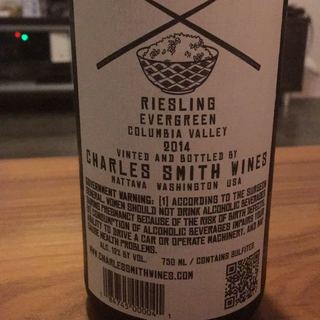 RIESLING
EVERGREEN
COLUMBIA VALLEY
2014
VINTED AND BOTTLED BY
CHARLES SMITH WINES
MATTAWA WASHINGTON USA
GOVERNMENT WARNING: (1) ACCORDING TO THE SURGEON
GENERAL, WOMEN SHOULD NOT DRINK ALCOHOLIC BEVERAGES
DURING PREGNANCY BECAUSE OF THE RISK OF BIRTH DEFECTS.
CONSUMPTION OF ALCOHOLIC BEVERAGES IMPAIRS YOUR
TO DRIVE A CAR OR OPERATE MACHINERY, AND MAY
CAUSE HEALTH PROBLEMS.
ALC. 12% BY VOL. 750 ML / CONTAINS SULFITES
WWW.CHARLESSMITHWINES.COM
84745 00004 1